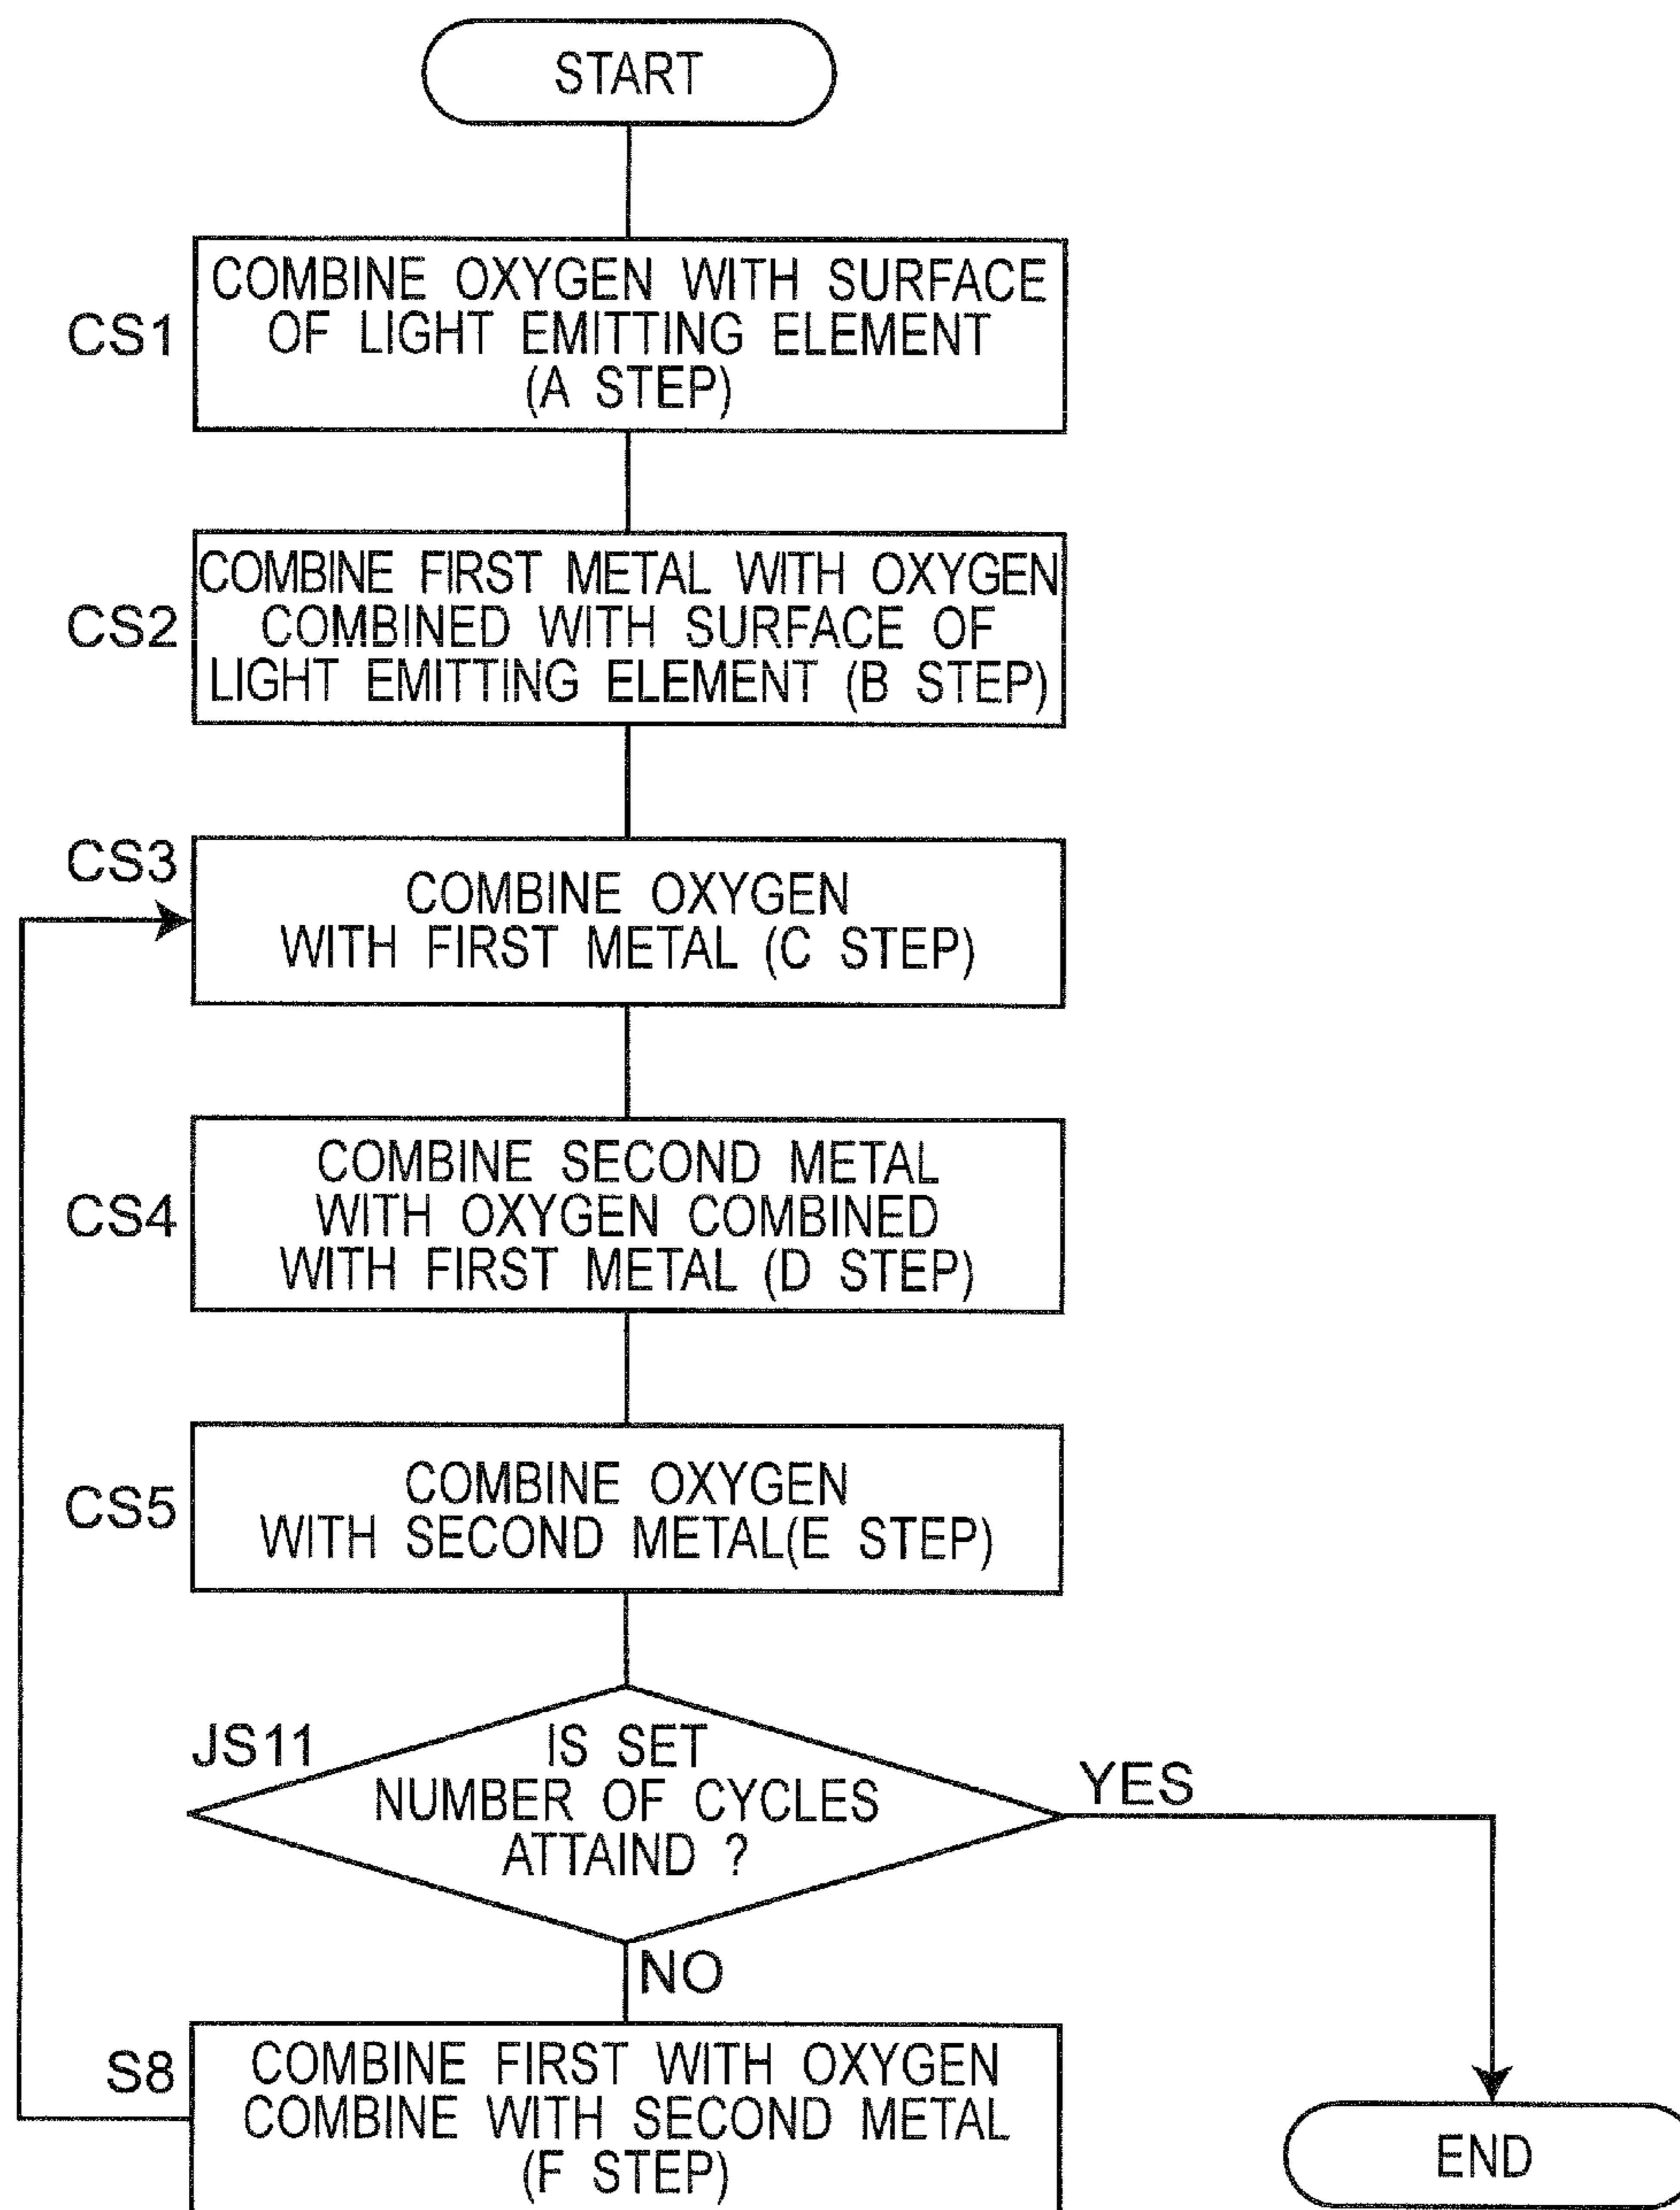 START
CS1
COMBINE OXYGEN WITH SURFACE
OF LIGHT EMITTING ELEMENT
(A STEP)
CS2
COMBINE FIRST METAL WITH OXYGEN
COMBINED WITH SURFACE OF
LIGHT EMITTING ELEMENT (B STEP)
CS3
COMBINE OXYGEN
WITH FIRST METAL (C STEP)
CS4
COMBINE SECOND METAL
WITH OXYGEN COMBINED
WITH FIRST METAL (D STEP)
CS5
COMBINE OXYGEN
WITH SECOND METAL(E STEP)
JS11
IS SET
NUMBER OF CYCLES
ATTAIND ?
YES
NO
S8
COMBINE FIRST WITH OXYGEN
COMBINE WITH SECOND METAL
(F STEP)
END